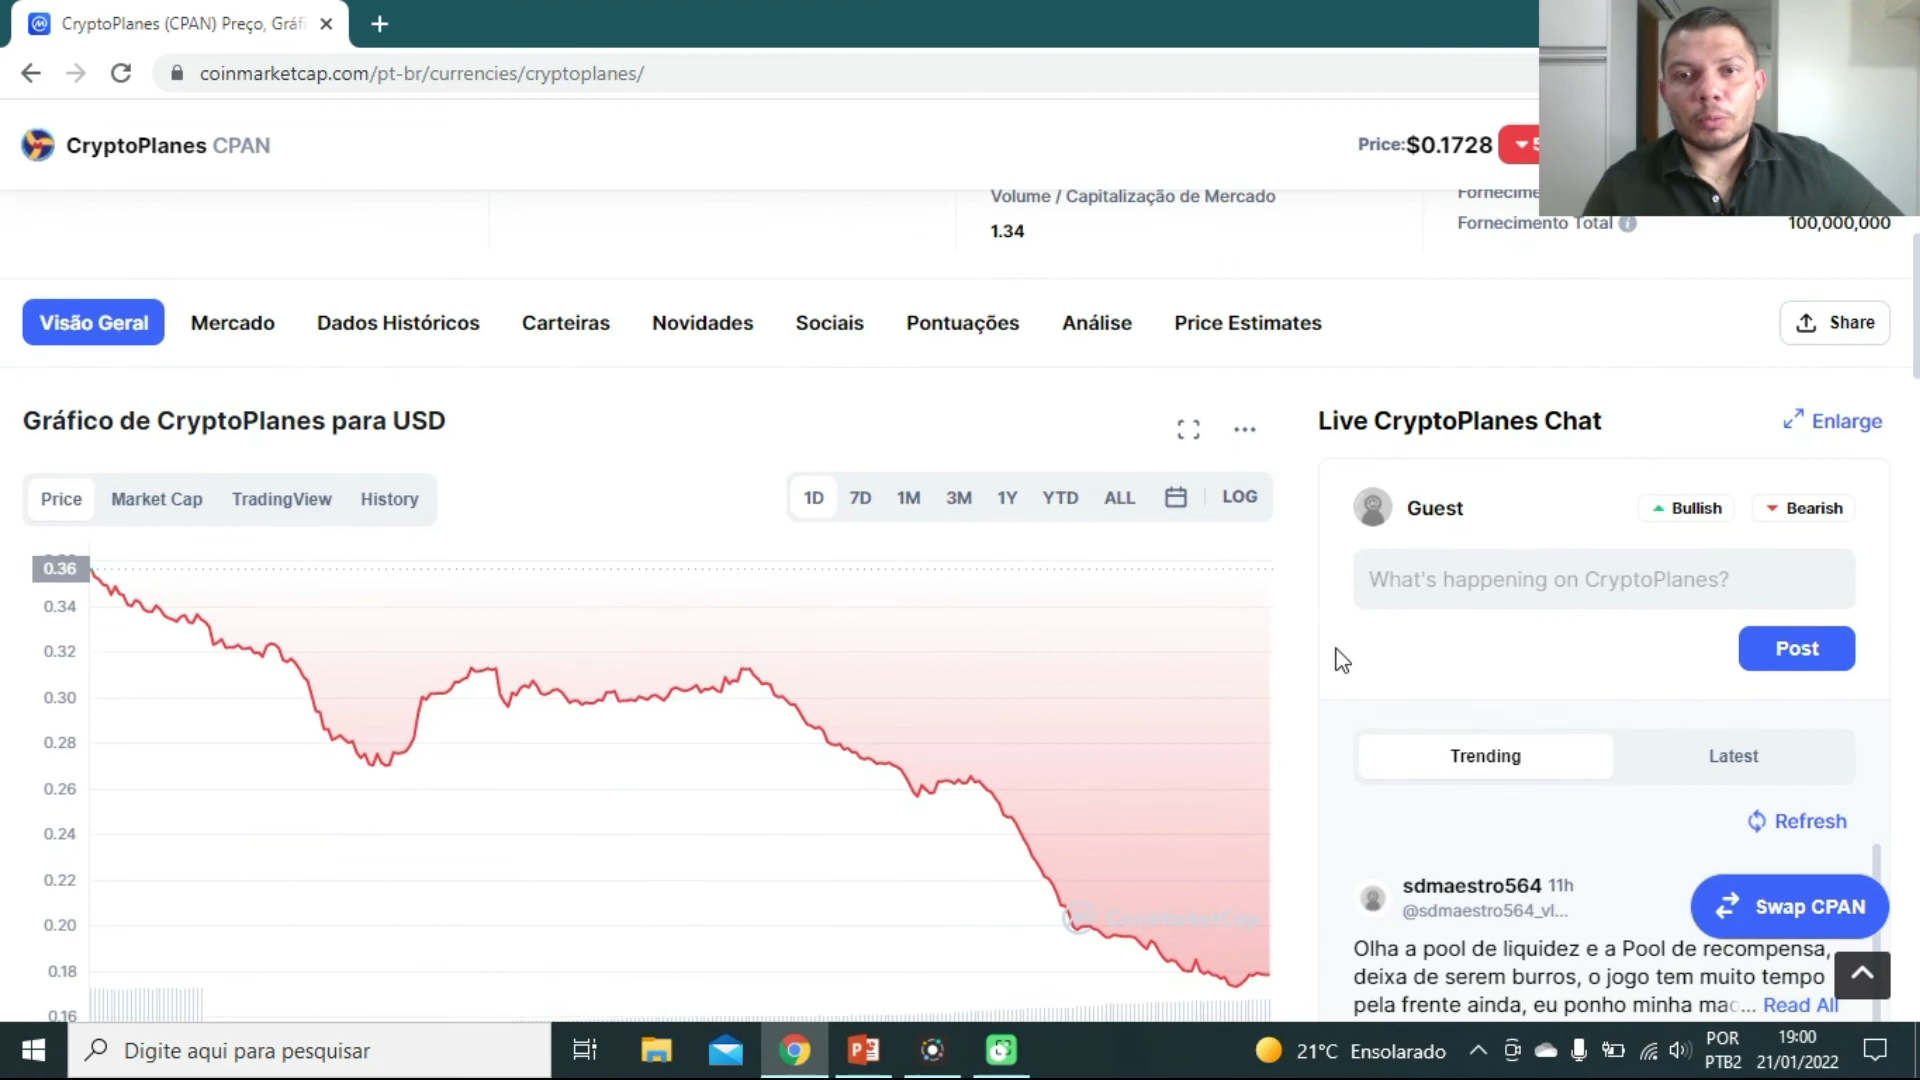 CryptoPlanes (CPAN) Preço, Gráfi
coinmarketcap.com/pt-br/currencies/cryptoplanes/
CryptoPlanes CPAN
Price:$0.1728
Volume / Capitalização de Mercado
1.34
Fornecime
Fornecimento Total
100,000,000
Visão Geral
Mercado
Dados Históricos
Carteiras
Novidades
Sociais
Pontuações
Análise
Price Estimates
Share
Gráfico de CryptoPlanes para USD
Price
Market Cap
TradingView
History
1D
7D
1M
3M
1Y
YTD
ALL
LOG
0.36
0.34
0.32
0.30
0.28
0.26
0.24
0.22
0.20
0.18
0.16
CoinMarketCap
Live CryptoPlanes Chat
Enlarge
Guest
Bullish
Bearish
What's happening on CryptoPlanes?
Post
Trending
Latest
Refresh
sdmaestro564 11h
@sdmaestro564_vl...
Swap CPAN
Olha a pool de liquidez e a Pool de recompensa,
deixa de serem burros, o jogo tem muito tempo
pela frente ainda, eu ponho minha mac... Read All
Digite aqui para pesquisar
21°C Ensolarado
POR
PTB2
19:00
21/01/2022